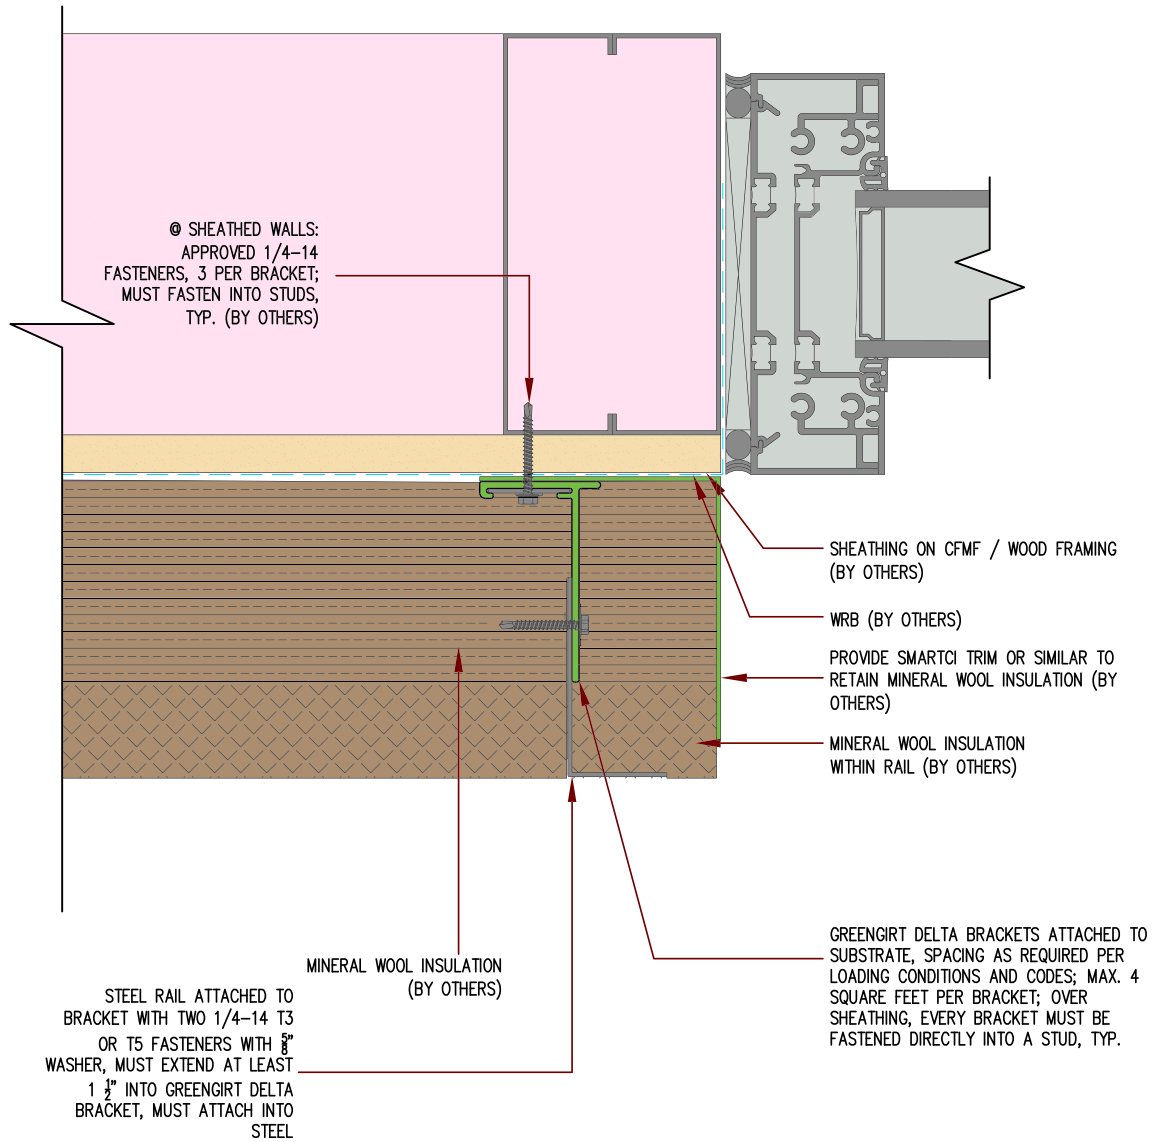 @ SHEATHED WALLS:
APPROVED 1/4-14
FASTENERS, 3 PER BRACKET;
MUST FASTEN INTO STUDS,
TYP. (BY OTHERS)
SHEATHING ON CFMF / WOOD FRAMING
(BY OTHERS)
WRB (BY OTHERS)
PROVIDE SMARTCI TRIM OR SIMILAR TO
RETAIN MINERAL WOOL INSULATION (BY
OTHERS)
MINERAL WOOL INSULATION
WITHIN RAIL (BY OTHERS)
GREENGIRT DELTA BRACKETS ATTACHED TO
SUBSTRATE, SPACING AS REQUIRED PER
LOADING CONDITIONS AND CODES; MAX. 4
SQUARE FEET PER BRACKET; OVER
SHEATHING, EVERY BRACKET MUST BE
FASTENED DIRECTLY INTO A STUD, TYP.
MINERAL WOOL INSULATION
(BY OTHERS)
STEEL RAIL ATTACHED TO
BRACKET WITH TWO 1/4-14 T3
OR T5 FASTENERS WITH 5/8"
WASHER, MUST EXTEND AT LEAST
1 1/2" INTO GREENGIRT DELTA
BRACKET, MUST ATTACH INTO
STEEL